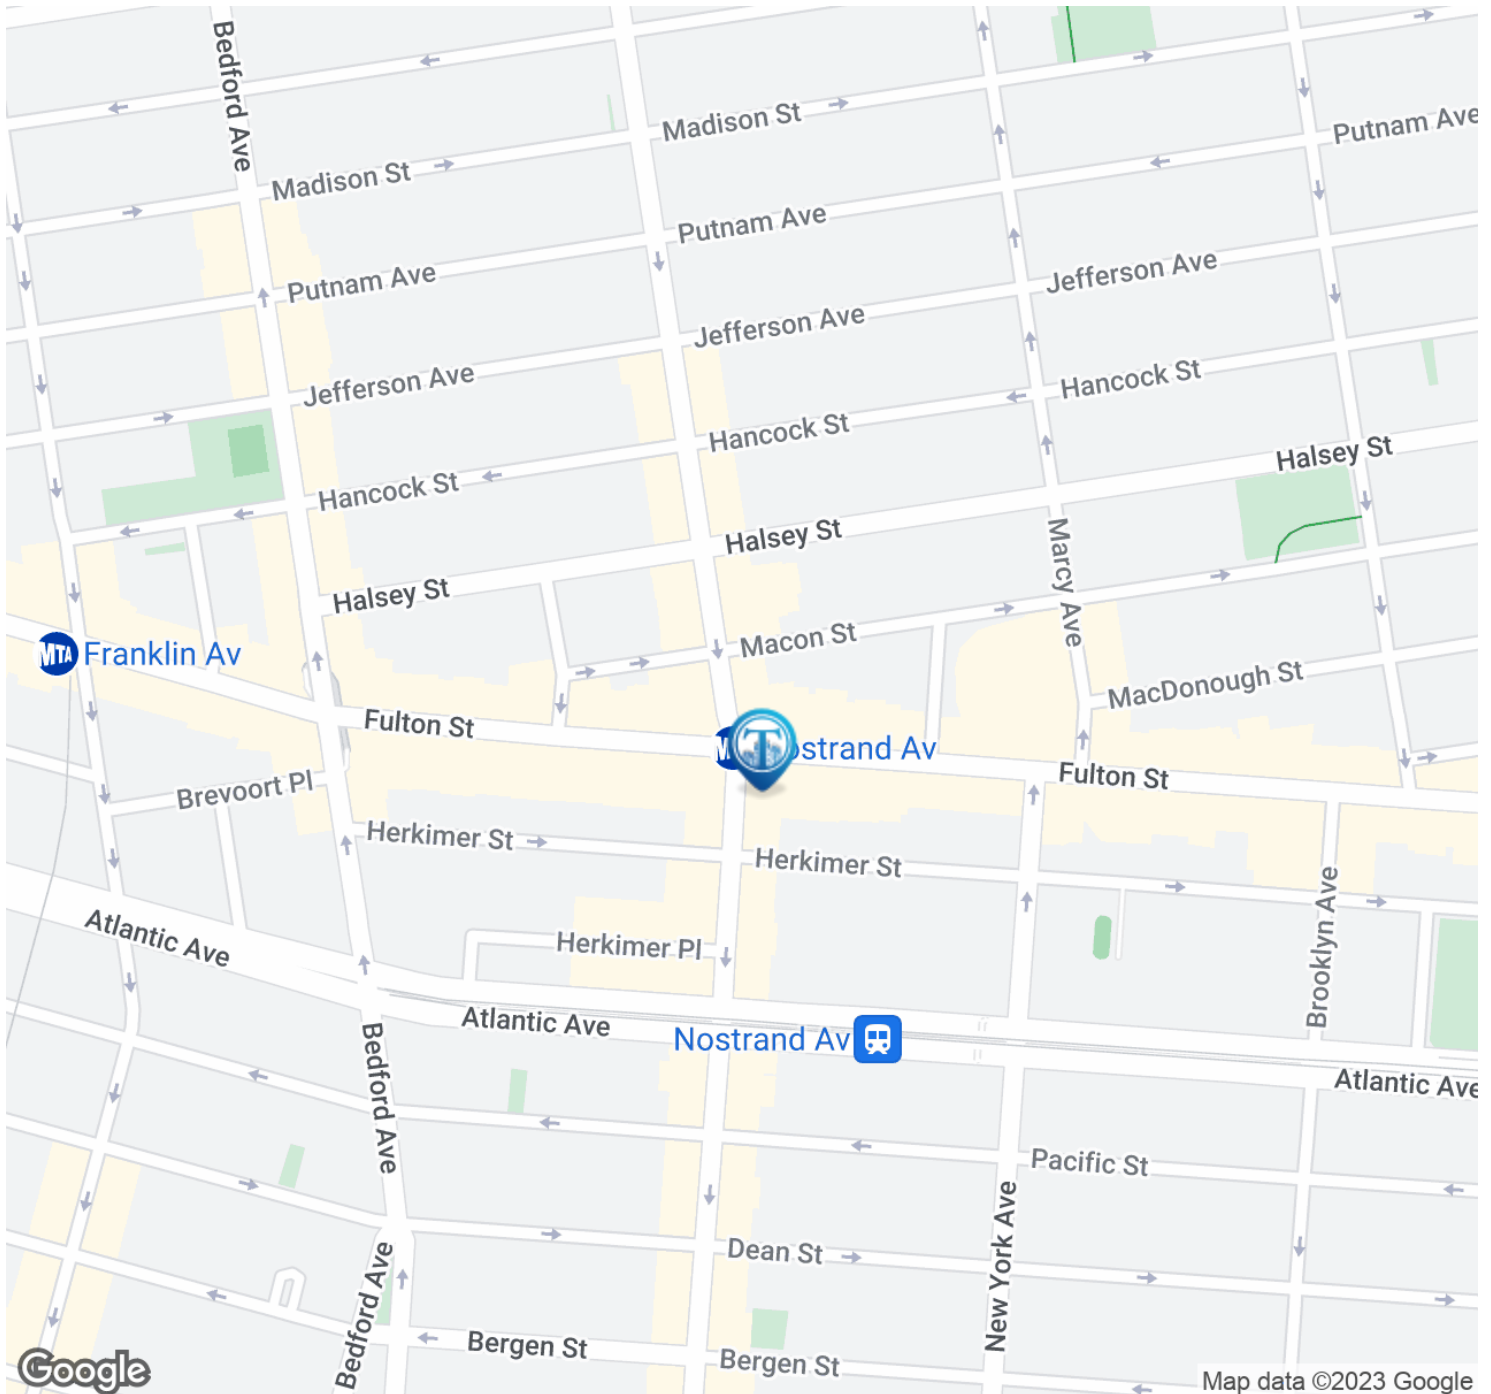 Bedford Ave
Madison St
Putnam Ave
Madison St
Putnam Ave
Jefferson Ave
Putnam Ave
Jefferson Ave
Hancock St
Jefferson Ave
Hancock St
Halsey St
Hancock St
Halsey St
Marcy Ave
Halsey St
Macon St
MTA Franklin Av
MacDonough St
Fulton St
M T ostrand Av
Fulton St
Brevoort Pl
Herkimer St
Herkimer St
Brooklyn Ave
Atlantic Ave
Herkimer Pl
Atlantic Ave
Nostrand Av
Atlantic Ave
Bedford Ave
Pacific St
New York Ave
Dean St
Bedford Ave
Bergen St
Bergen St
Google
Map data ©2023 Google